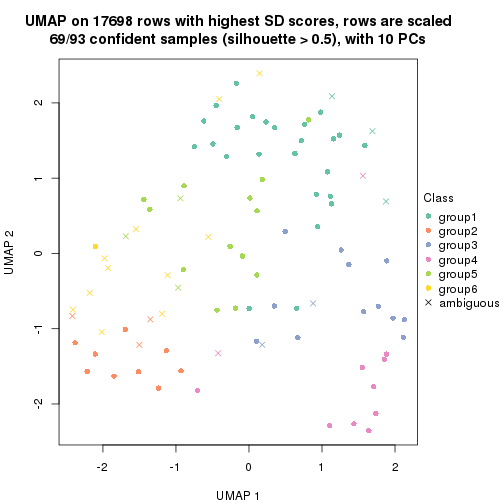 UMAP on 17698 rows with highest SD scores, rows are scaled
69/93 confident samples (silhouette > 0.5), with 10 PCs
2
1
0
-1
-2
UMAP 2
-2
-1
0
1
2
UMAP 1
Class
group1
group2
group3
group4
group5
group6
ambiguous